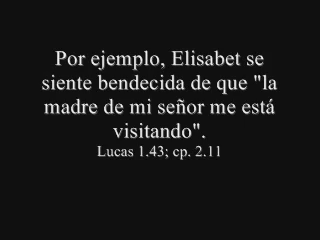 Por ejemplo, Elisabet se
siente bendecida de que "la
madre de mi señor me está
visitando".
Lucas 1.43; cp. 2.11